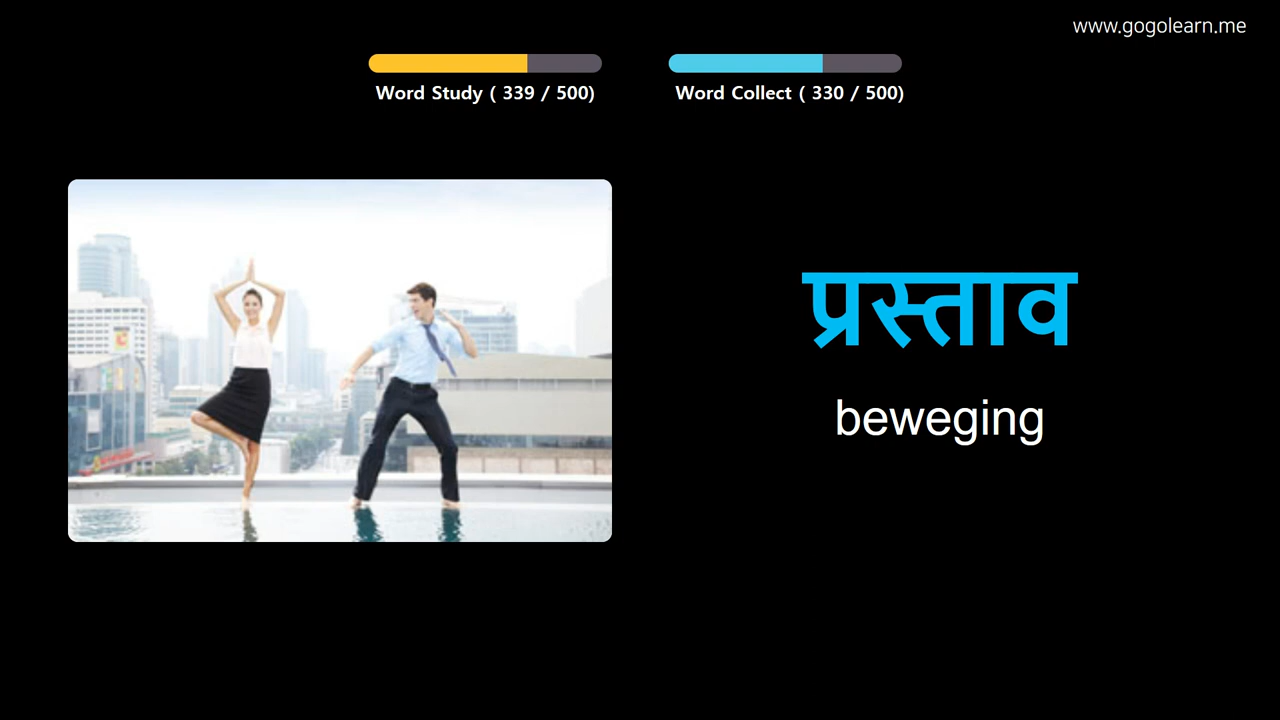 www.gogolearn.me
Word Study ( 339 / 500)
Word Collect ( 330 / 500)
प्रस्ताव
beweging